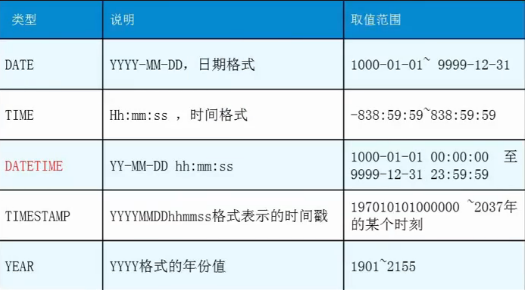 类型 说明 取值范围
DATE YYYY-MM-DD，日期格式 1000-01-01~ 9999-12-31
TIME Hh:mm:ss ，时间格式 -838:59:59~838:59:59
DATETIME YY-MM-DD hh:mm:ss 1000-01-01 00:00:00 至
9999-12-31 23:59:59
TIMESTAMP YYYYMMDDhhmmss格式表示的时间戳 197010101000000 ~2037年
的某个时刻
YEAR YYYY格式的年份值 1901~2155